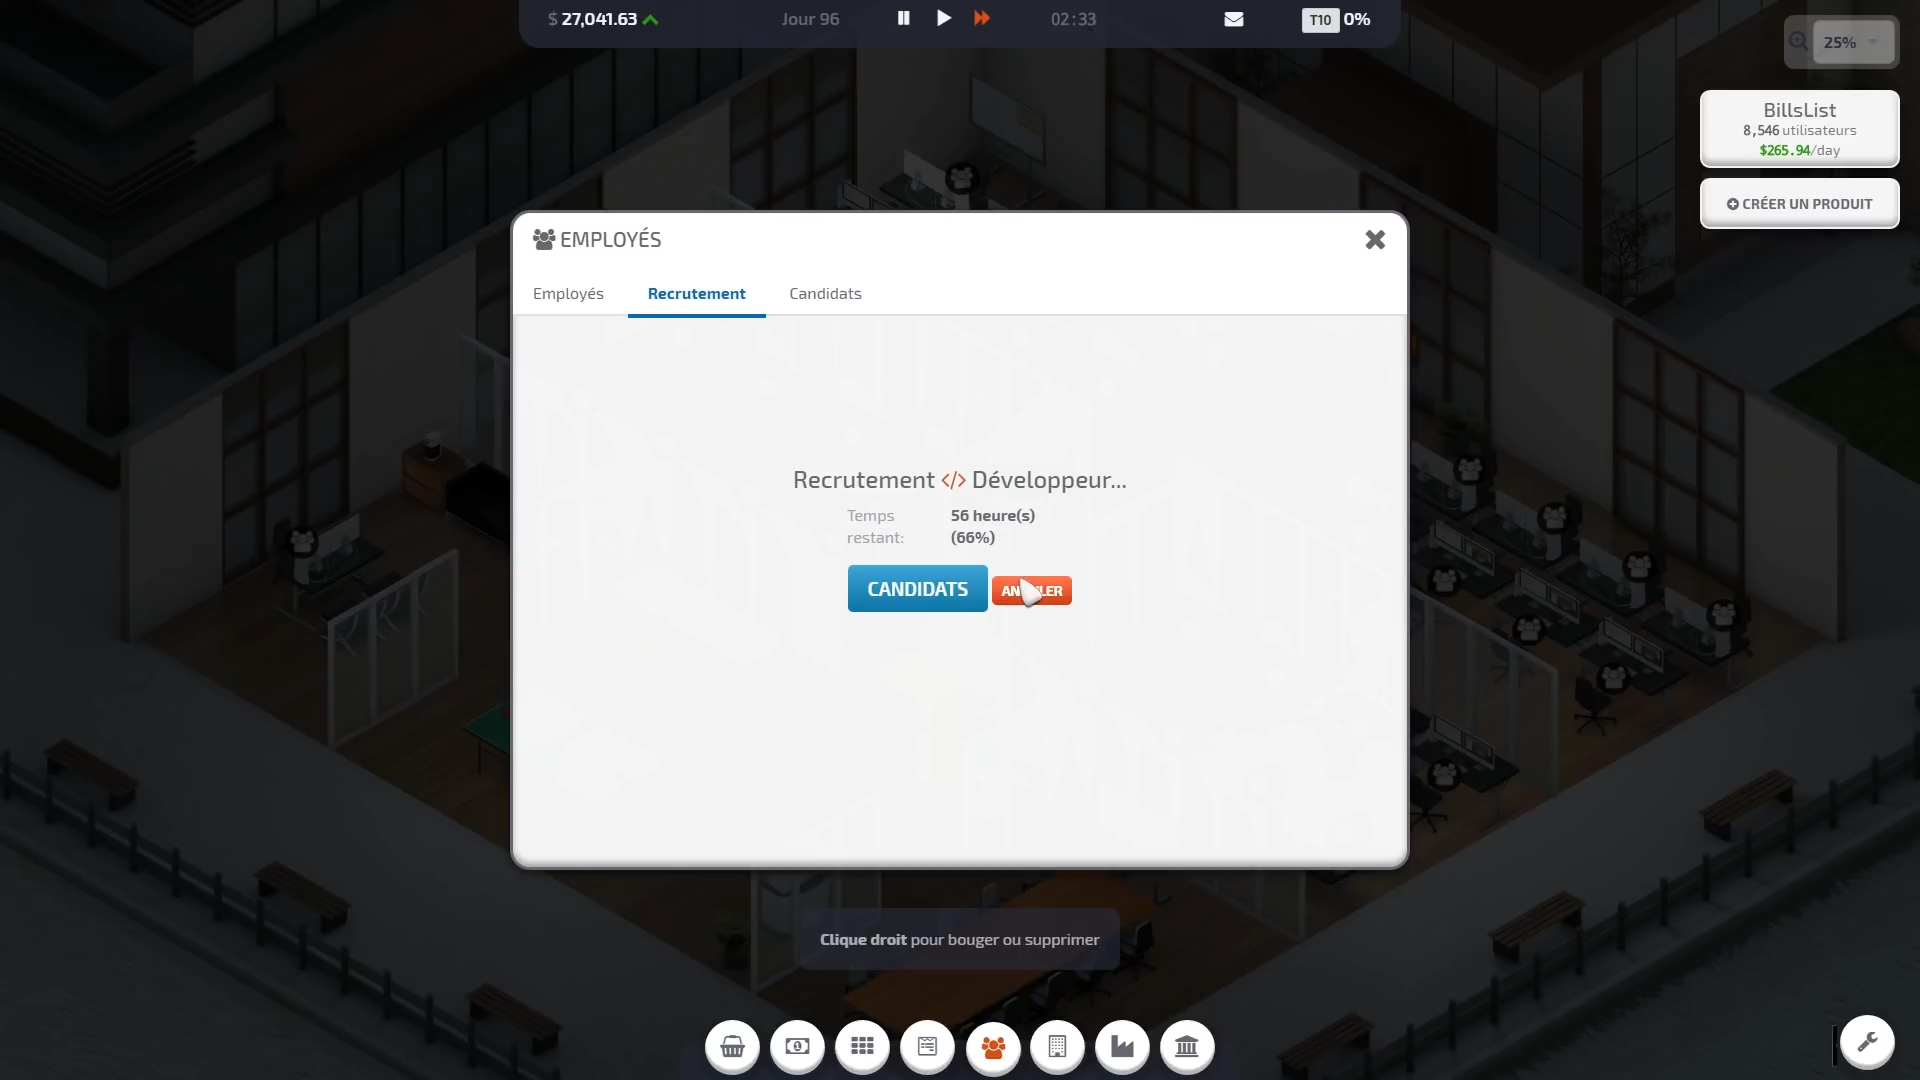 $ 27,041.63
Jour 96
02:33
T10 0%
25%
BillsList
8,546 utilisateurs
$265.94/day
CRÉER UN PRODUIT
EMPLOYÉS
Employés
Recrutement
Candidats
Recrutement </> Développeur...
Temps restant:
56 heure(s) (66%)
CANDIDATS
Clique droit pour bouger ou supprimer